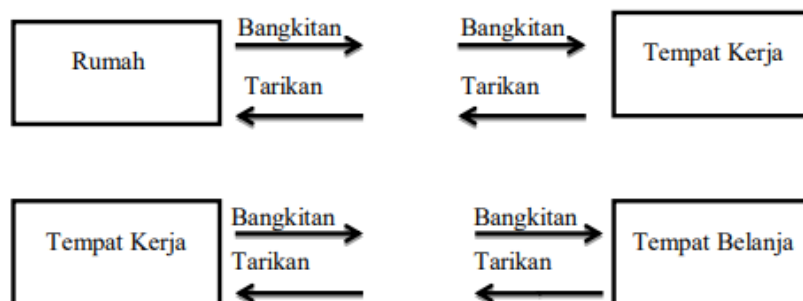 Bangkitan Bangkitan
Rumah Tempat Kerja
Tarikan Tarikan
Bangkitan Bangkitan
Tempat Kerja Tempat Belanja
Tarikan Tarikan